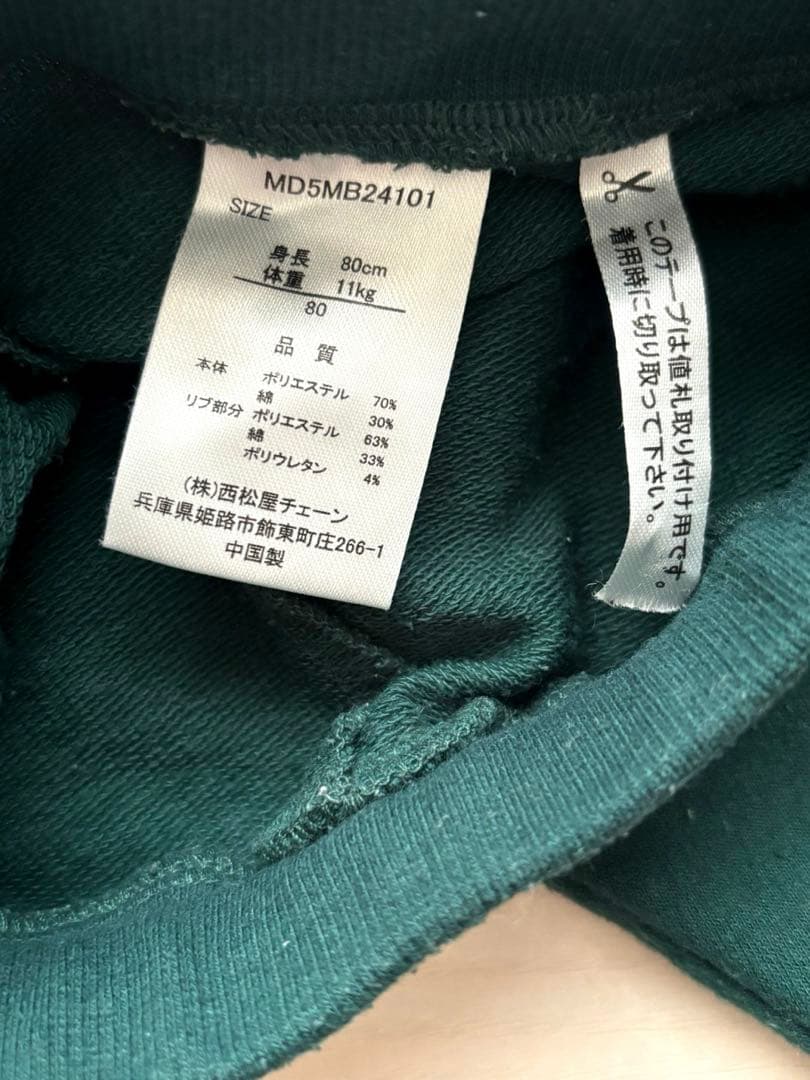 MD5MB24101
SIZE
身長 80cm
体重 11kg
80
品質
本体 ポリエステル 70%
綿 30%
リブ部分 ポリエステル 63%
綿 33%
ポリウレタン 4%
(株)西松屋チェーン
兵庫県姫路市飾東町庄266-1
中国製
このテープは値札取り付け用です。
着用時に切り取って下さい。